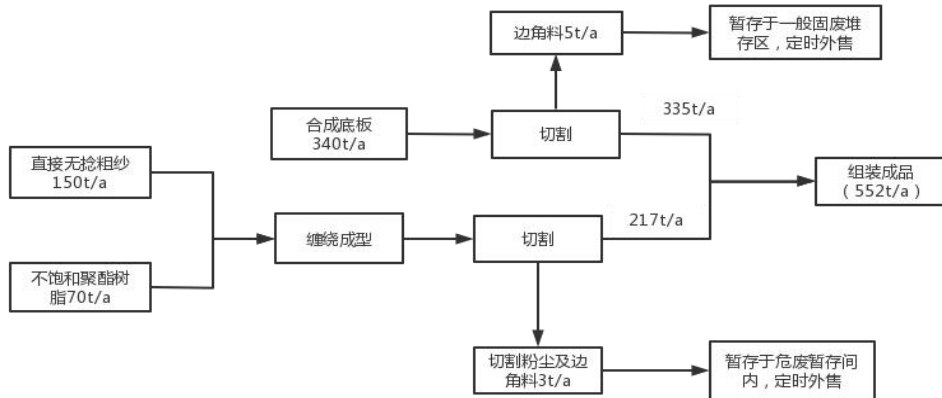 边角料5t/a
暂存于一般固废堆
存区，定时外售
合成底板
340t/a
切割
335t/a
直接无捻粗纱
150t/a
组装成品
（552t/a）
缠绕成型
切割
217t/a
不饱和聚酯树
脂70t/a
切割粉尘及边
角料3t/a
暂存于危废暂存间
内，定时外售